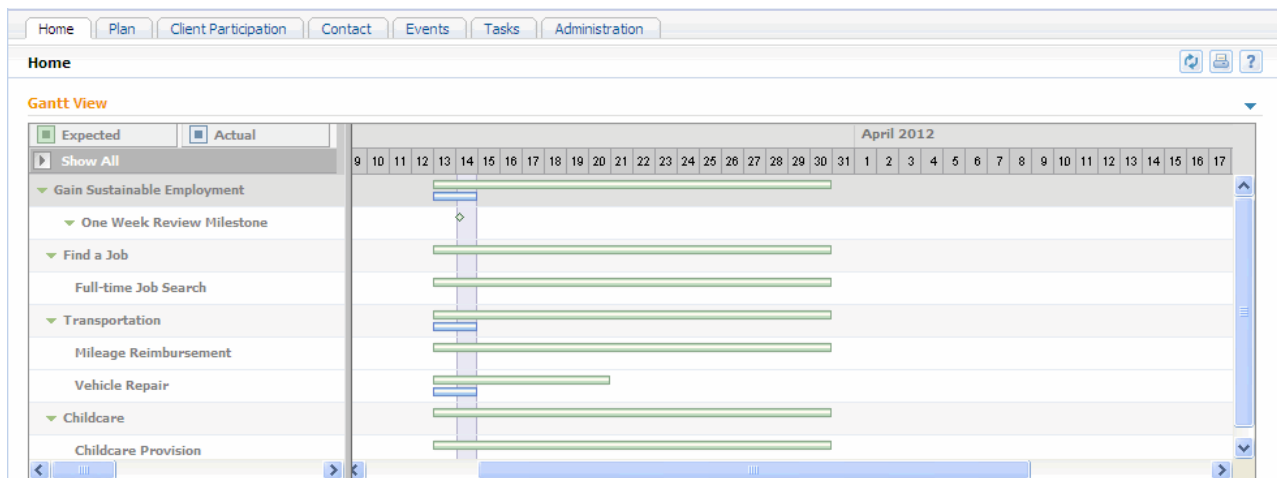 Home Plan Client Participation Contact Events Tasks Administration
Home ?
Gantt View
Expected Actual April 2012
Show All 9 10 11 12 13 14 15 16 17 18 19 20 21 22 23 24 25 26 27 28 29 30 31 1 2 3 4 5 6 7 8 9 10 11 12 13 14 15 16 17
Gain Sustainable Employment
One Week Review Milestone
Find a Job
Full-time Job Search
Transportation
Mileage Reimbursement
Vehicle Repair
Childcare
Childcare Provision